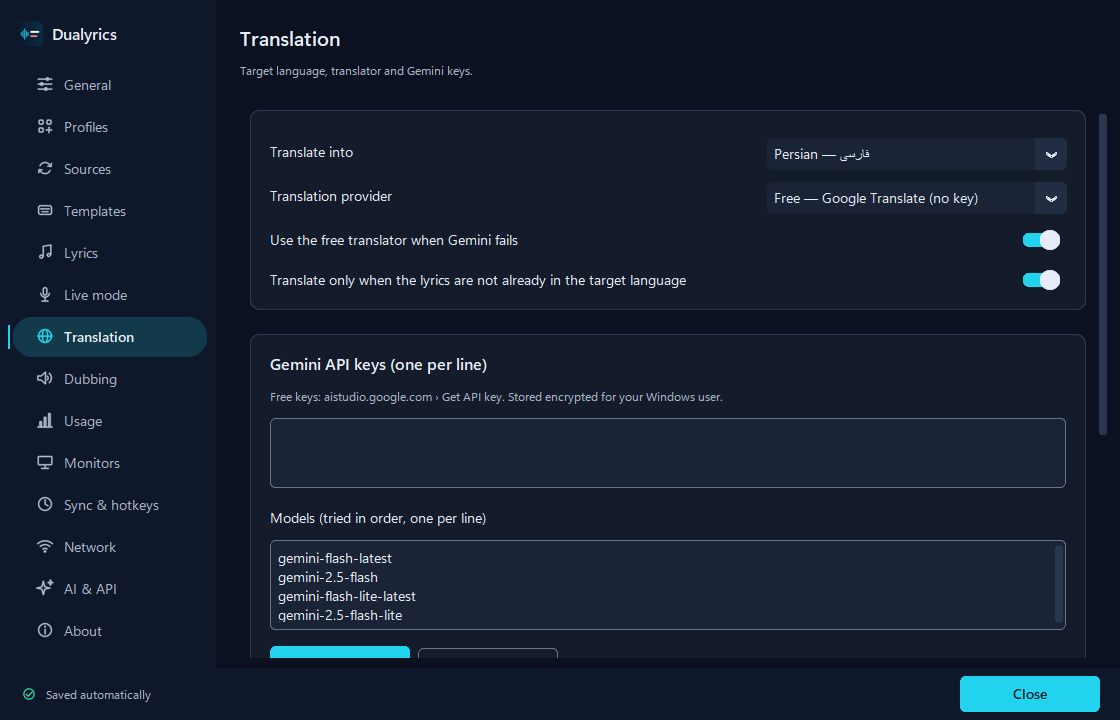 Dualyrics
General
Profiles
Sources
Templates
Lyrics
Live mode
Translation
Dubbing
Usage
Monitors
Sync & hotkeys
Network
AI & API
About
Saved automatically
Translation
Target language, translator and Gemini keys.
Translate into
Persian — فارسی
Translation provider
Free — Google Translate (no key)
Use the free translator when Gemini fails
Translate only when the lyrics are not already in the target language
Gemini API keys (one per line)
Free keys: aistudio.google.com › Get API key. Stored encrypted for your Windows user.
Models (tried in order, one per line)
gemini-flash-latest
gemini-2.5-flash
gemini-flash-lite-latest
gemini-2.5-flash-lite
Close